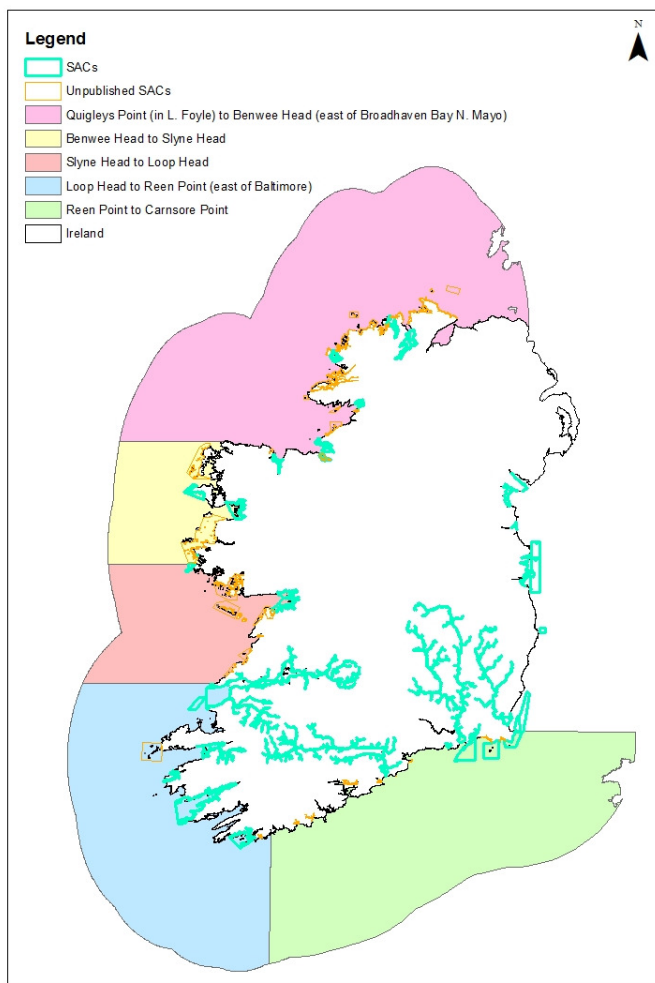 N
Legend
SACs
Unpublished SACs
Quigleys Point (in L. Foyle) to Benwee Head (east of Broadhaven Bay N. Mayo)
Benwee Head to Slyne Head
Slyne Head to Loop Head
Loop Head to Reen Point (east of Baltimore)
Reen Point to Carnsore Point
Ireland